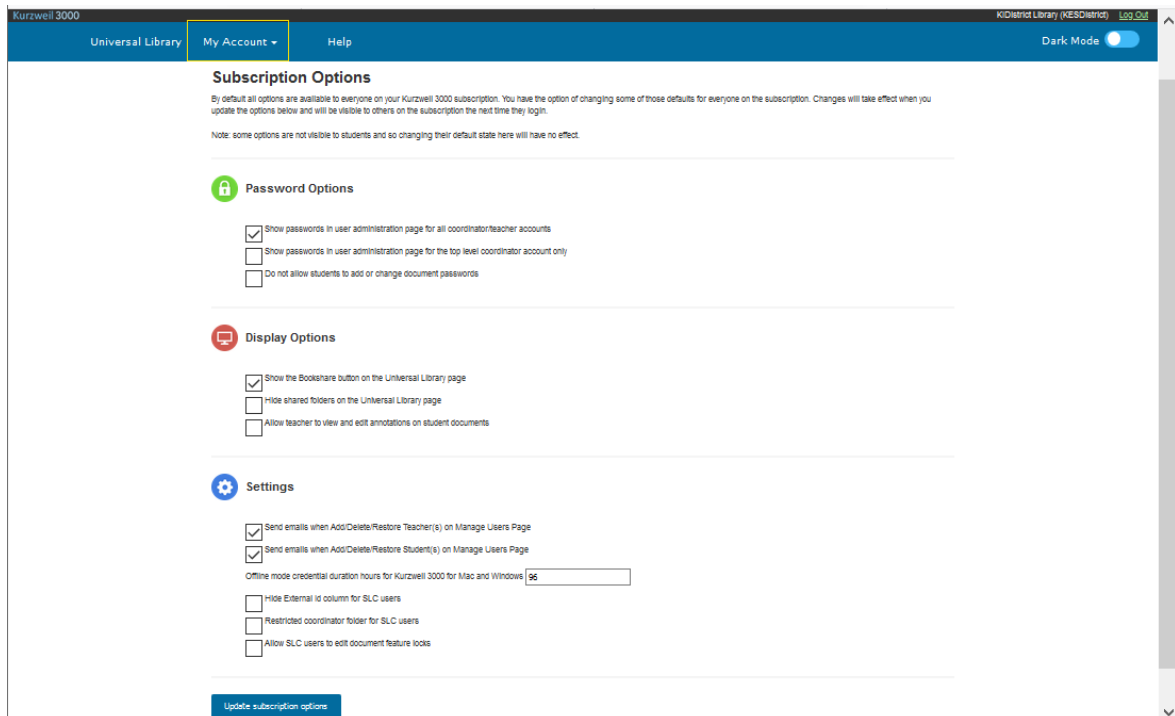 Kurzweil 3000
KIDistrict Library (KESDistrict) Log Out
Universal Library My Account Help Dark Mode
Subscription Options
By default all options are available to everyone on your Kurzweil 3000 subscription. You have the option of changing some of those defaults for everyone on the subscription. Changes will take effect when you
update the options below and will be visible to others on the subscription the next time they login.
Note: some options are not visible to students and so changing their default state here will have no effect.
Password Options
Show passwords in user administration page for all coordinator/teacher accounts
Show passwords in user administration page for the top level coordinator account only
Do not allow students to add or change document passwords
Display Options
Show the Bookshare button on the Universal Library page
Hide shared folders on the Universal Library page
Allow teacher to view and edit annotations on student documents
Settings
Send emails when Add/Delete/Restore Teacher(s) on Manage Users Page
Send emails when Add/Delete/Restore Student(s) on Manage Users Page
Offline mode credential duration hours for Kurzweil 3000 for Mac and Windows 96
Hide External Id column for SLC users
Restricted coordinator folder for SLC users
Allow SLC users to edit document feature locks
Update subscription options